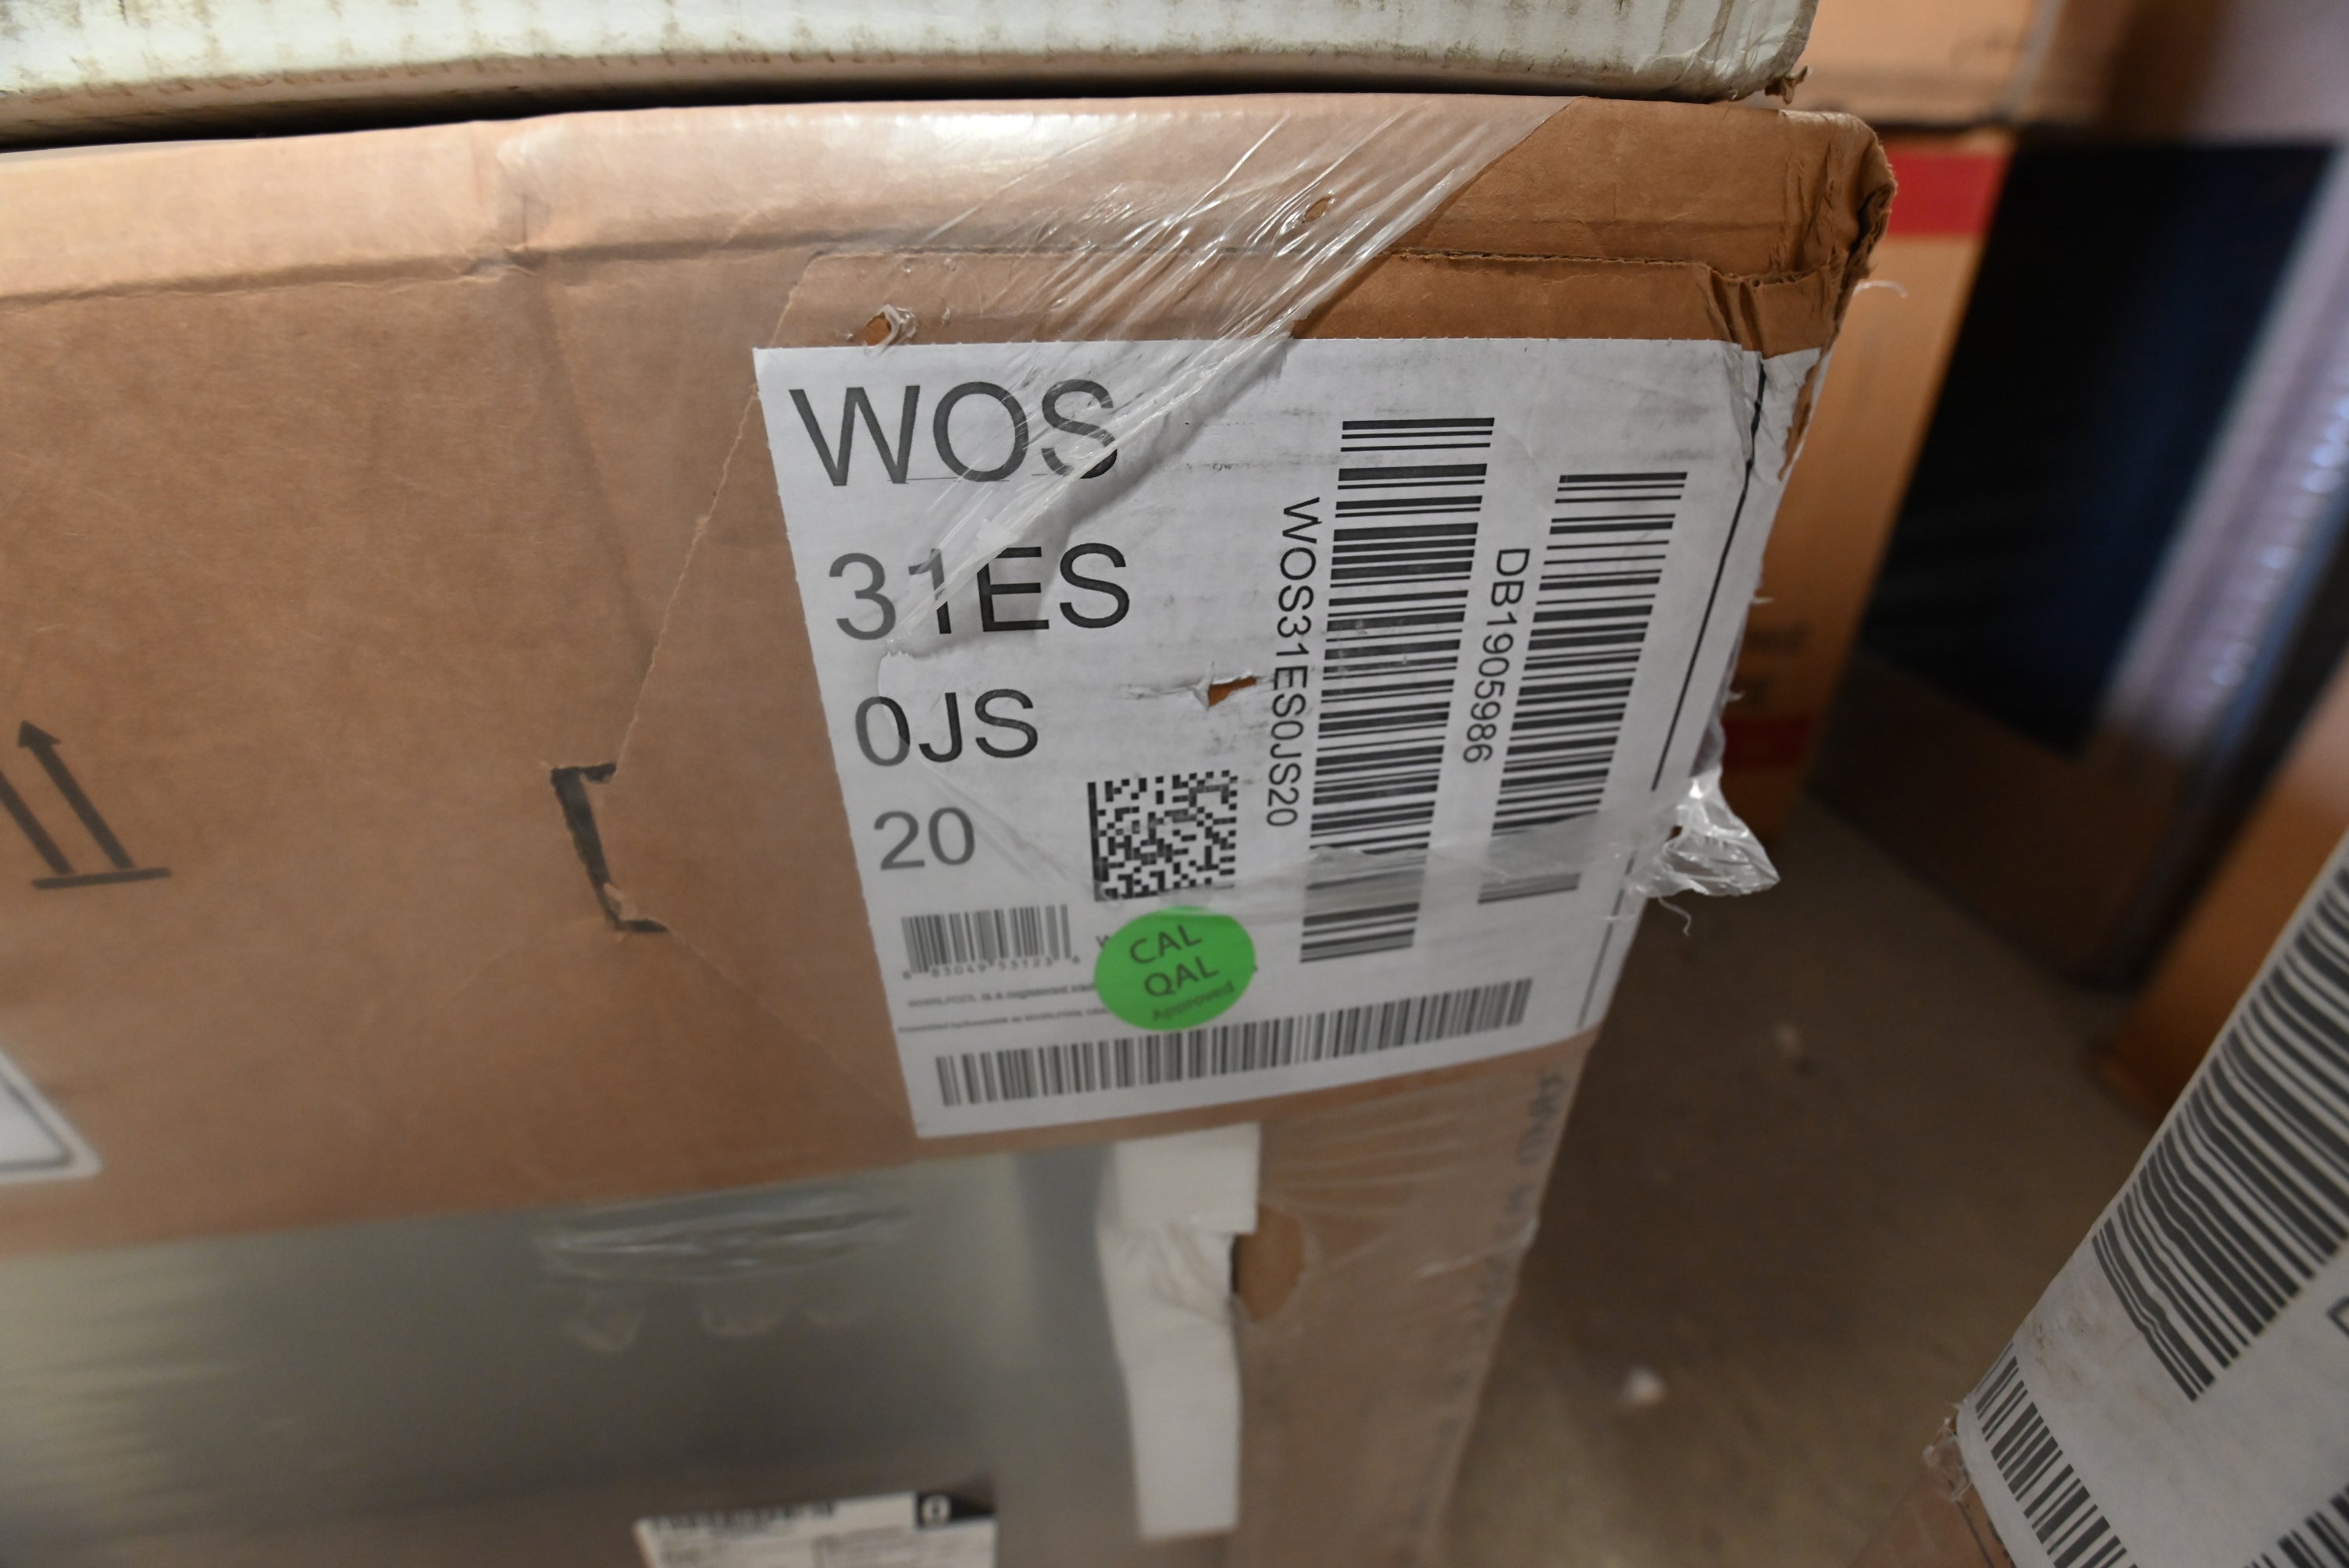 WOS
31ES
0JS
20
WOS31ES0JS20
DB1905986
CAL
QAL
Approved